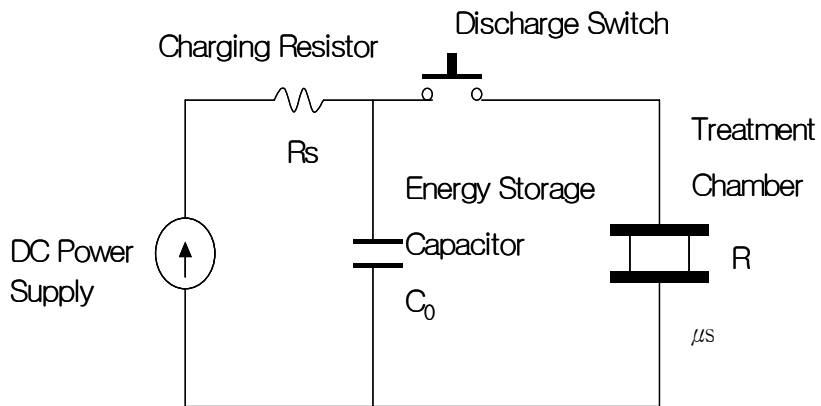 Charging Resistor
Discharge Switch
Rs
Treatment
Chamber
Energy Storage
Capacitor
C₀
DC Power
Supply
R
μs